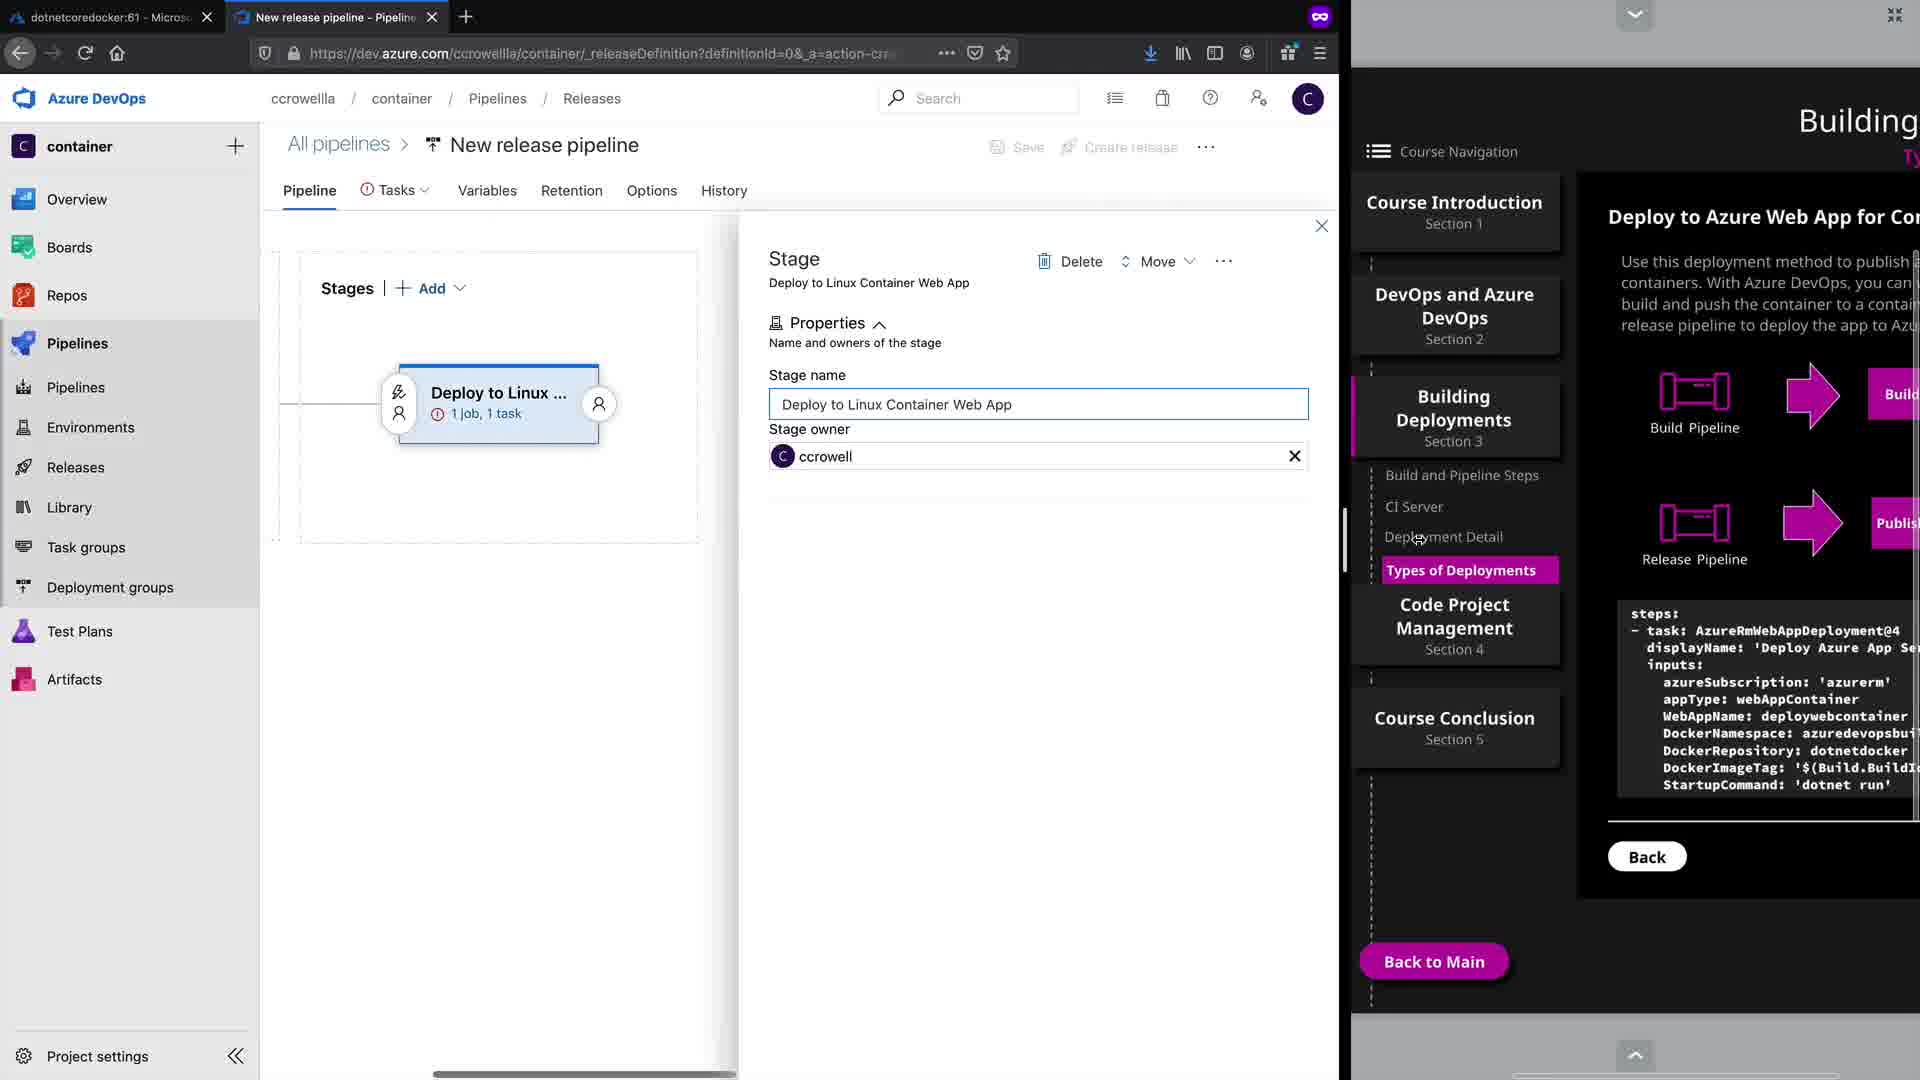 dotnetcoredocker:61 - Micros
New release pipeline - Pipeline
https://dev.azure.com/ccrowellla/container/_releaseDefinition?definitionId=0&_a=action-cre
Azure DevOps
ccrowellla / container / Pipelines / Releases
Search
C
C container
All pipelines > New release pipeline
Save
Create release
Pipeline
Tasks
Variables
Retention
Options
History
Overview
Boards
Repos
Pipelines
Pipelines
Environments
Releases
Library
Task groups
Deployment groups
Test Plans
Artifacts
Project settings
Stages | + Add
Deploy to Linux ...
1 job, 1 task
Stage
Deploy to Linux Container Web App
Delete
Move
Properties
Name and owners of the stage
Stage name
Deploy to Linux Container Web App
Stage owner
C ccrowell
Building
Ty
Course Navigation
Course Introduction
Section 1
DevOps and Azure
DevOps
Section 2
Building
Deployments
Section 3
Build and Pipeline Steps
CI Server
Deployment Detail
Types of Deployments
Code Project
Management
Section 4
Course Conclusion
Section 5
Back to Main
Deploy to Azure Web App for Con
Use this deployment method to publish a
containers. With Azure DevOps, you can
build and push the container to a contain
release pipeline to deploy the app to Azu
Build Pipeline
Build
Release Pipeline
Publis
steps:
- task: AzureRmWebAppDeployment@4
displayName: 'Deploy Azure App Se
inputs:
azureSubscription: 'azurerm'
appType: webAppContainer
WebAppName: deploywebcontainer
DockerNamespace: azuredevopsbui
DockerRepository: dotnetdocker
DockerImageTag: '$(Build.BuildI
StartupCommand: 'dotnet run'
Back